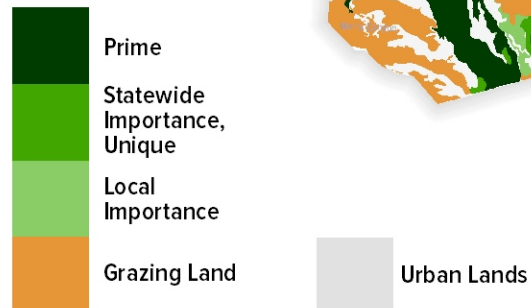 Prime
Statewide
Importance,
Unique
Local
Importance
Grazing Land
Urban Lands